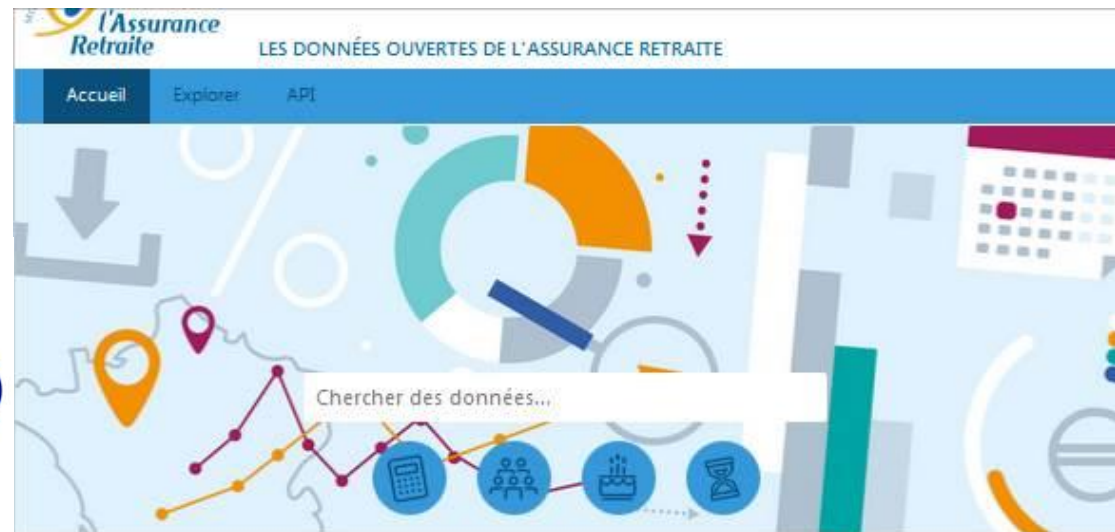 l'Assurance
Retraite
LES DONNÉES OUVERTES DE L'ASSURANCE RETRAITE
Accueil Explorer API
%
Chercher des données...